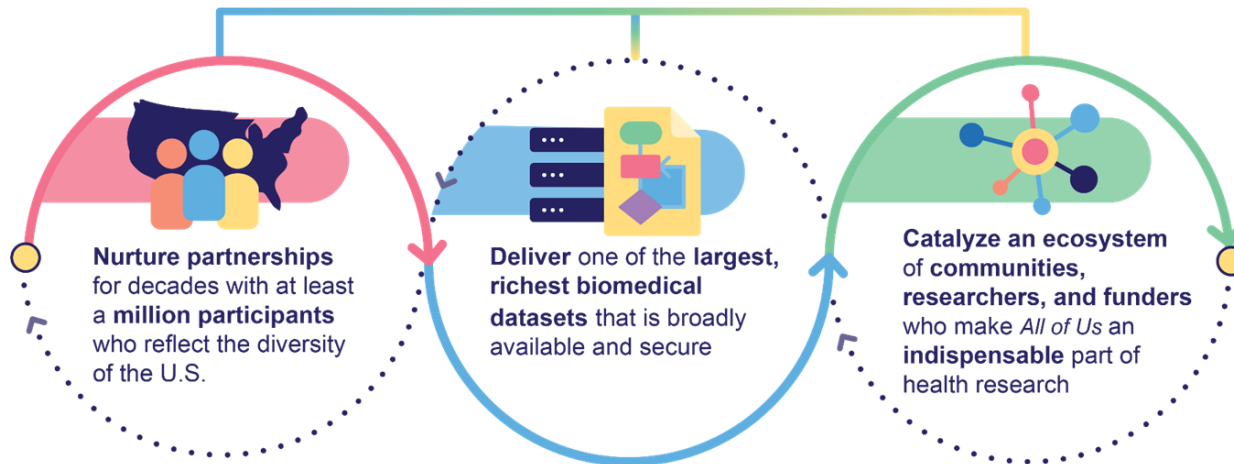 Nurture partnerships
for decades with at least
a million participants
who reflect the diversity
of the U.S.
Deliver one of the largest,
richest biomedical
datasets that is broadly
available and secure
Catalyze an ecosystem
of communities,
researchers, and funders
who make All of Us an
indispensable part of
health research